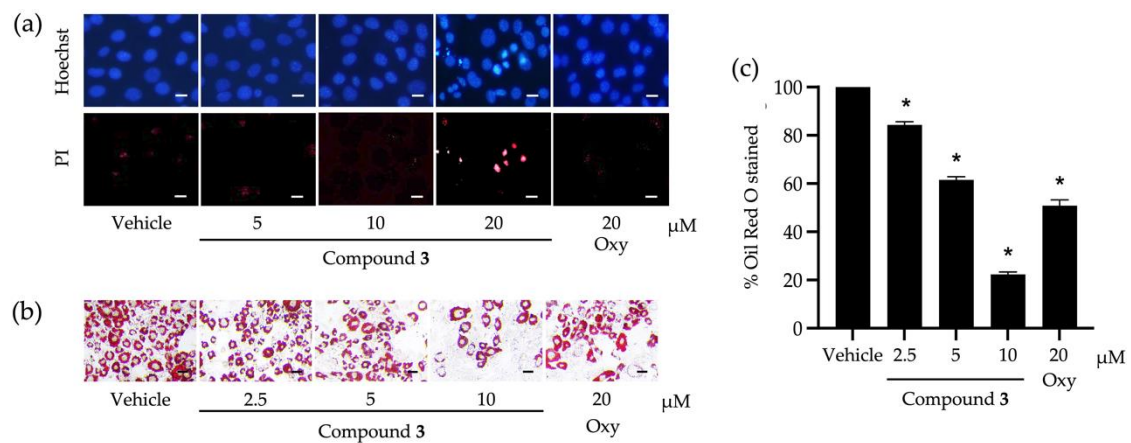 (a)
Hoechst
PI
Vehicle 5 10 20 20 μM
Oxy
Compound 3
(b)
Vehicle 2.5 5 10 20 μM
Oxy
Compound 3
(c)
% Oil Red O stained
100
80
60
40
20
0
* * * *
Vehicle 2.5 5 10 20 μM
Oxy
Compound 3